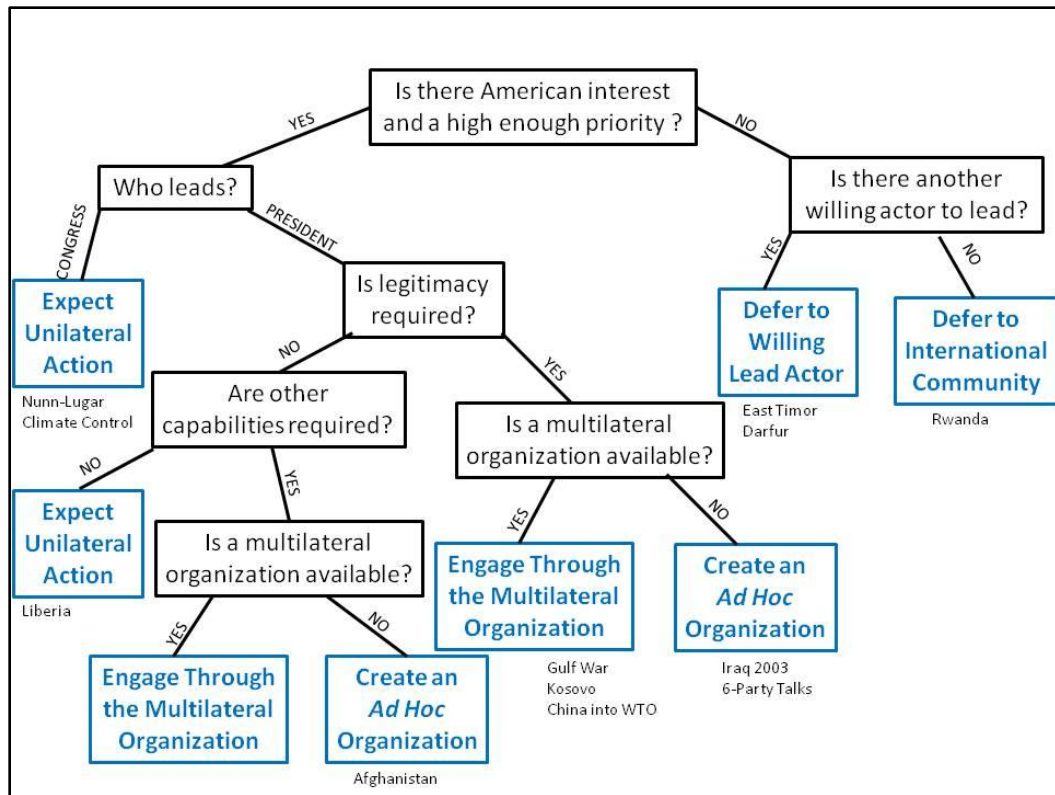 Is there American interest
and a high enough priority ?
YES
NO
Who leads?
Is there another
willing actor to lead?
CONGRESS
PRESIDENT
YES
NO
Expect
Unilateral
Action
Nunn-Lugar
Climate Control
Is legitimacy
required?
Defer to
Willing
Lead Actor
East Timor
Darfur
Defer to
International
Community
Rwanda
NO
YES
Are other
capabilities required?
Is a multilateral
organization available?
NO
YES
YES
NO
Expect
Unilateral
Action
Liberia
Is a multilateral
organization available?
Engage Through
the Multilateral
Organization
Gulf War
Kosovo
China into WTO
Create an
Ad Hoc
Organization
Iraq 2003
6-Party Talks
YES
NO
Engage Through
the Multilateral
Organization
Create an
Ad Hoc
Organization
Afghanistan